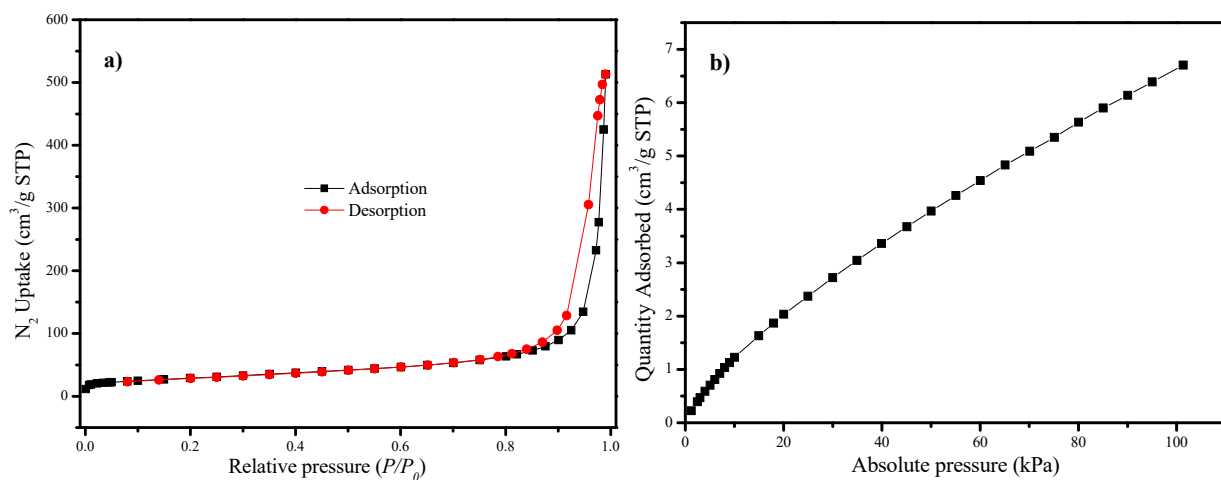 a)
N₂ Uptake (cm³/g STP)
600
500
400
300
200
100
0
Adsorption
Desorption
0.0 0.2 0.4 0.6 0.8 1.0
Relative pressure (P/P₀)
b)
Quantity Adsorbed (cm³/g STP)
7
6
5
4
3
2
1
0
0 20 40 60 80 100
Absolute pressure (kPa)